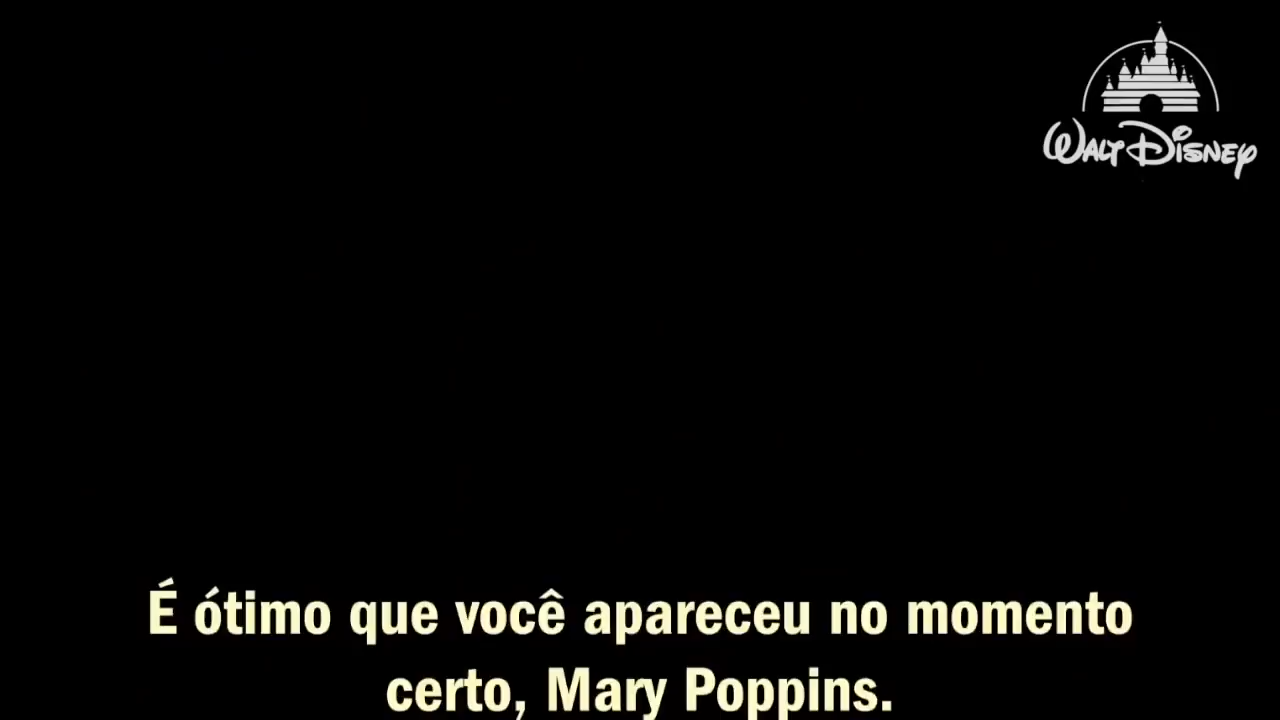 WALT DISNEY
É ótimo que você apareceu no momento
certo, Mary Poppins.